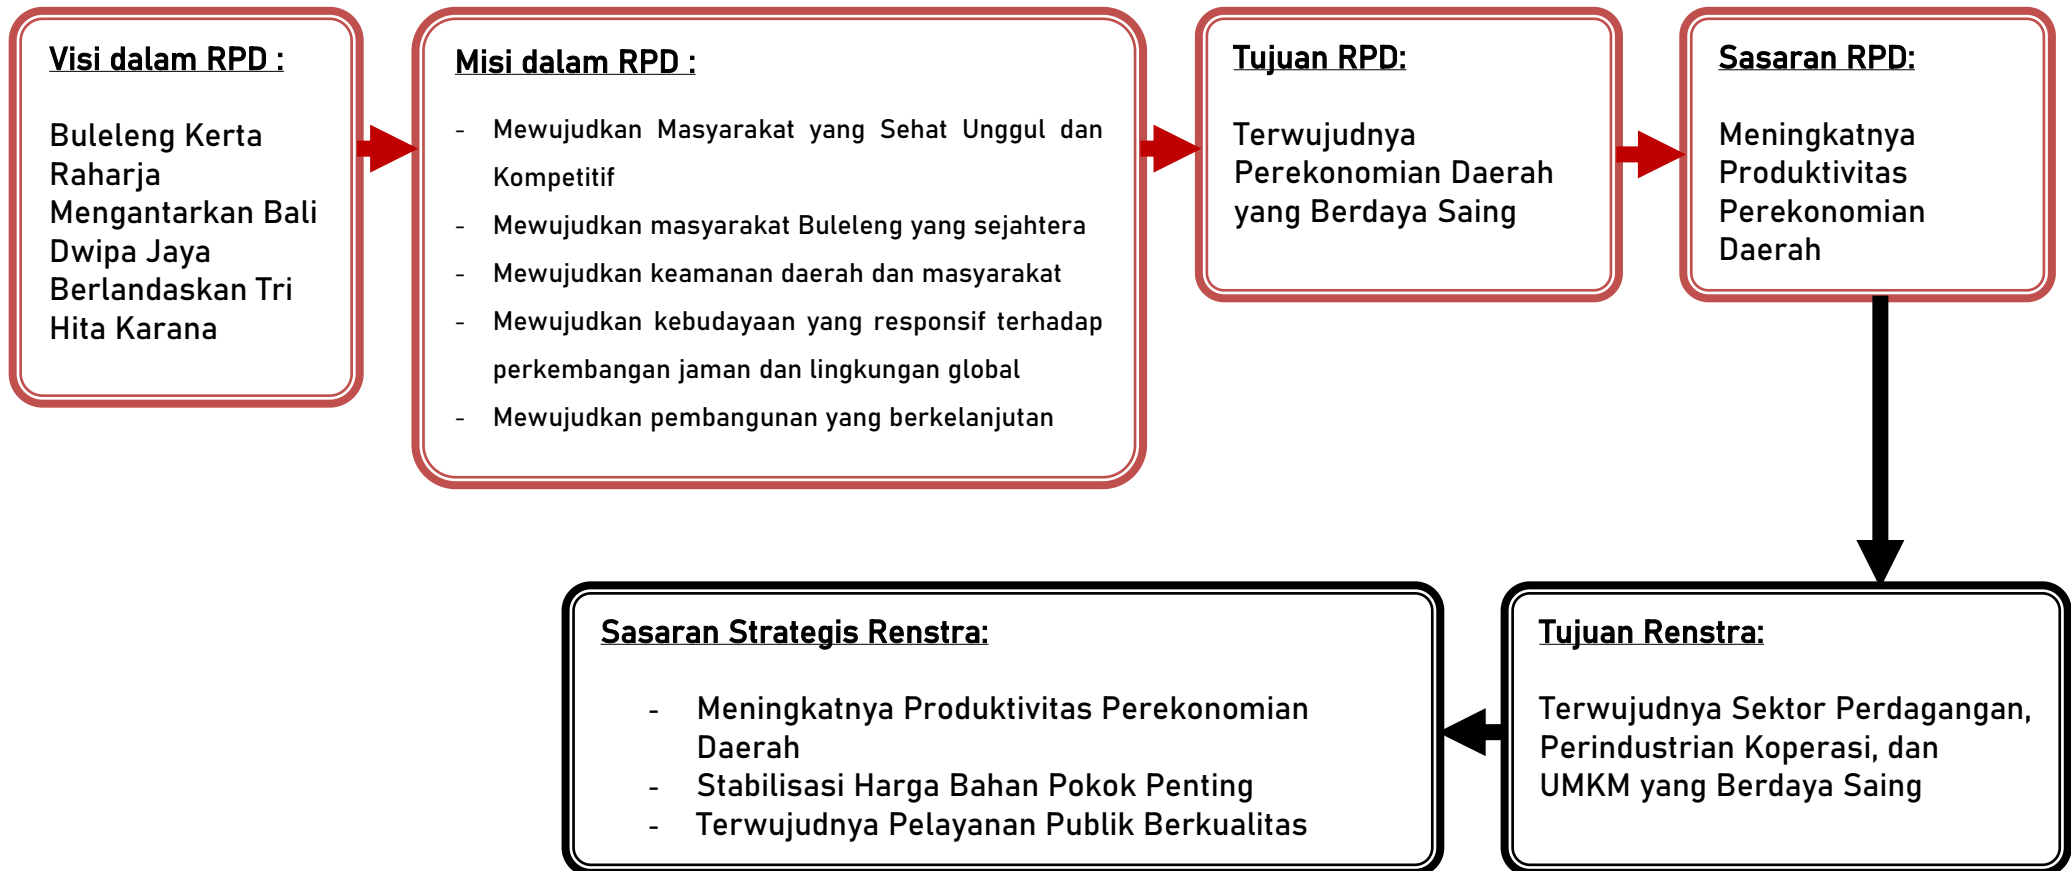 Visi dalam RPD :
Buleleng Kerta
Raharja
Mengantarkan Bali
Dwipa Jaya
Berlandaskan Tri
Hita Karana
Misi dalam RPD :
- Mewujudkan Masyarakat yang Sehat Unggul dan
Kompetitif
- Mewujudkan masyarakat Buleleng yang sejahtera
- Mewujudkan keamanan daerah dan masyarakat
- Mewujudkan kebudayaan yang responsif terhadap
perkembangan jaman dan lingkungan global
- Mewujudkan pembangunan yang berkelanjutan
Tujuan RPD:
Terwujudnya
Perekonomian Daerah
yang Berdaya Saing
Sasaran RPD:
Meningkatnya
Produktivitas
Perekonomian
Daerah
Tujuan Renstra:
Terwujudnya Sektor Perdagangan,
Perindustrian Koperasi, dan
UMKM yang Berdaya Saing
Sasaran Strategis Renstra:
- Meningkatnya Produktivitas Perekonomian
Daerah
- Stabilisasi Harga Bahan Pokok Penting
- Terwujudnya Pelayanan Publik Berkualitas